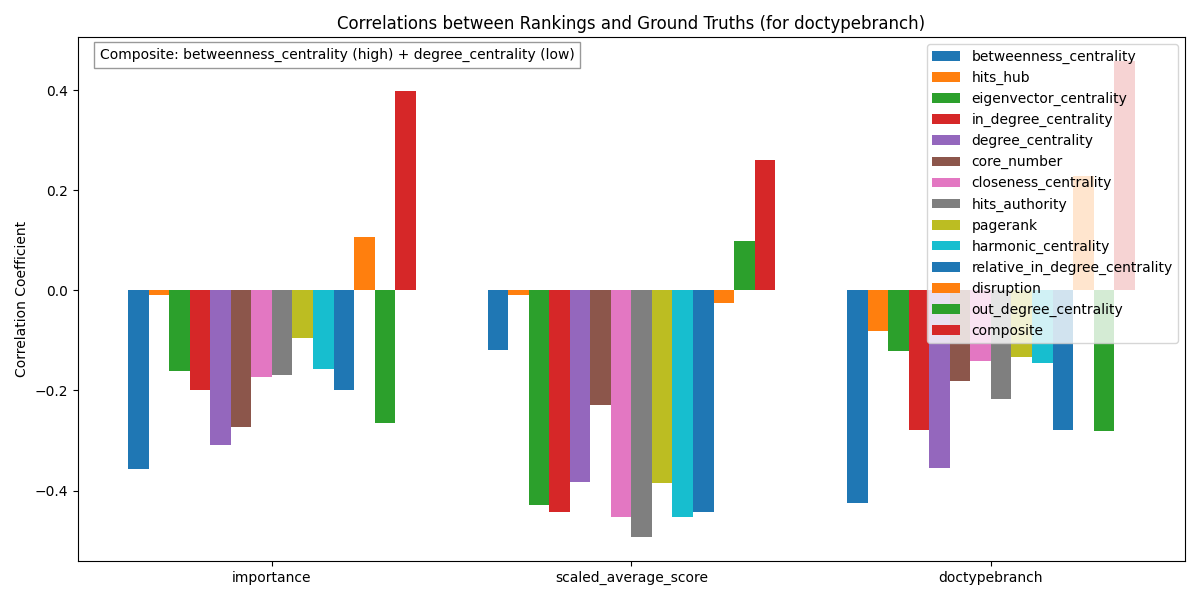 Correlations between Rankings and Ground Truths (for doctypebranch)
Composite: betweenness_centrality (high) + degree_centrality (low)
betweenness_centrality
hits_hub
eigenvector_centrality
in_degree_centrality
degree_centrality
core_number
closeness_centrality
hits_authority
pagerank
harmonic_centrality
relative_in_degree_centrality
disruption
out_degree_centrality
composite
Correlation Coefficient
0.4
0.2
0.0
−0.2
−0.4
importance
scaled_average_score
doctypebranch